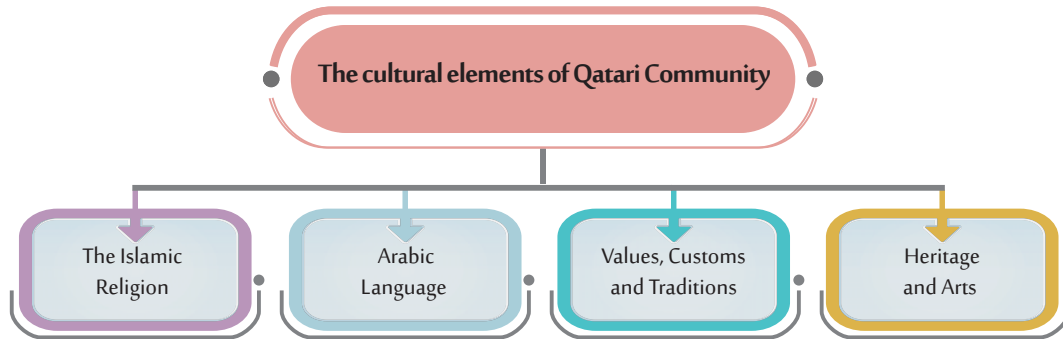 The cultural elements of Qatari Community
The Islamic
Religion
Arabic
Language
Values, Customs
and Traditions
Heritage
and Arts